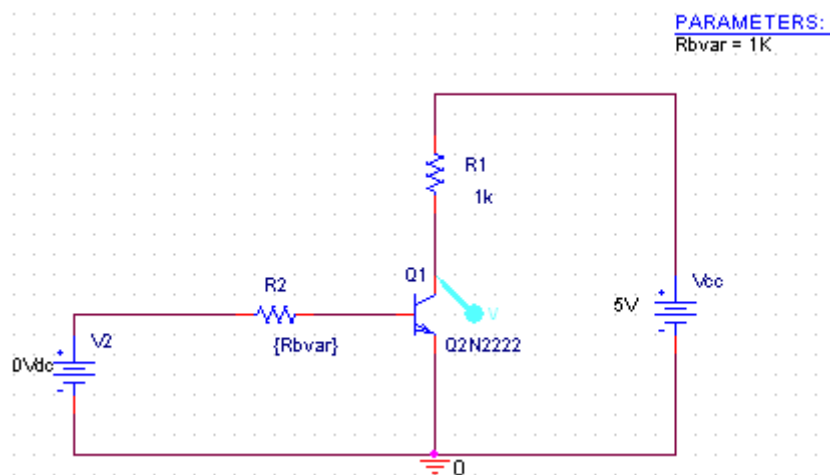 PARAMETERS:
Rbvar = 1K
R1
1k
Q1
R2
V
Vcc
5V
{Rbvar}
Q2N2222
V2
0Vdc
0